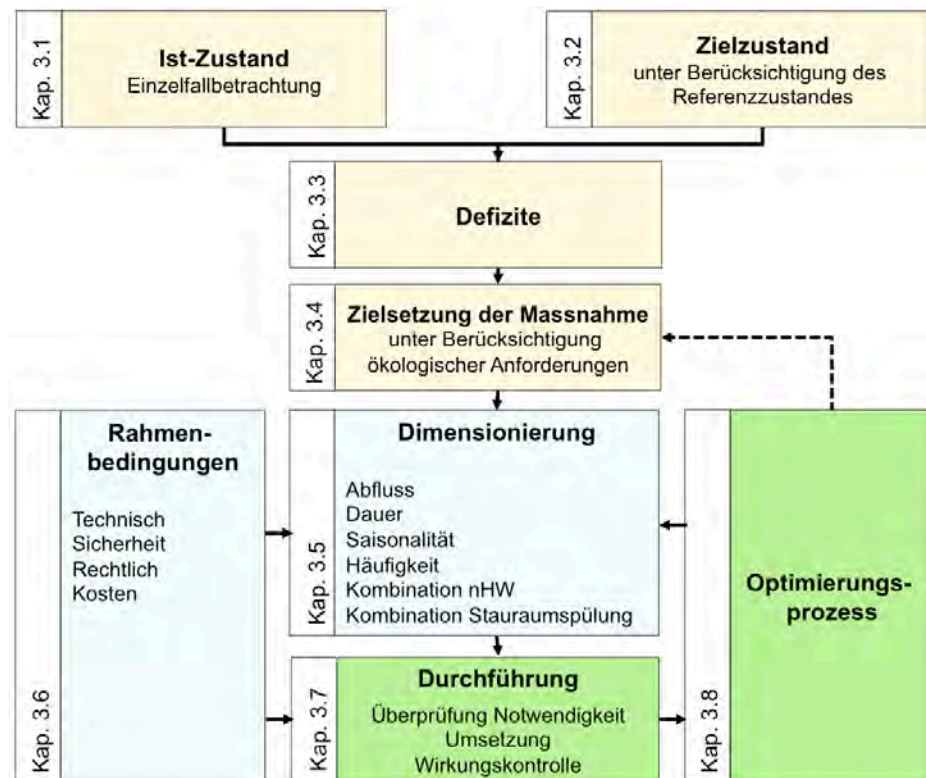 Kap. 3.1
Ist-Zustand
Einzelfallbetrachtung
Kap. 3.2
Zielzustand
unter Berücksichtigung des
Referenzzustandes
Kap. 3.3
Defizite
Kap. 3.4
Zielsetzung der Massnahme
unter Berücksichtigung
ökologischer Anforderungen
Kap. 3.6
Rahmen-
bedingungen
Technisch
Sicherheit
Rechtlich
Kosten
Kap. 3.5
Dimensionierung
Abfluss
Dauer
Saisonalität
Häufigkeit
Kombination nHW
Kombination Stauraumspülung
Kap. 3.7
Durchführung
Überprüfung Notwendigkeit
Umsetzung
Wirkungskontrolle
Kap. 3.8
Optimierungs-
prozess